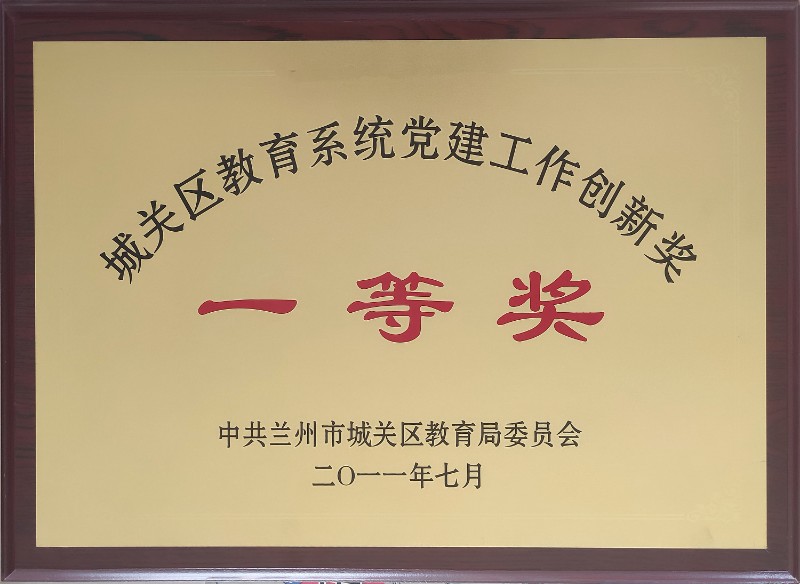 城关区教育系统党建工作创新奖
一等奖
中共兰州市城关区教育局委员会
二〇一一年七月